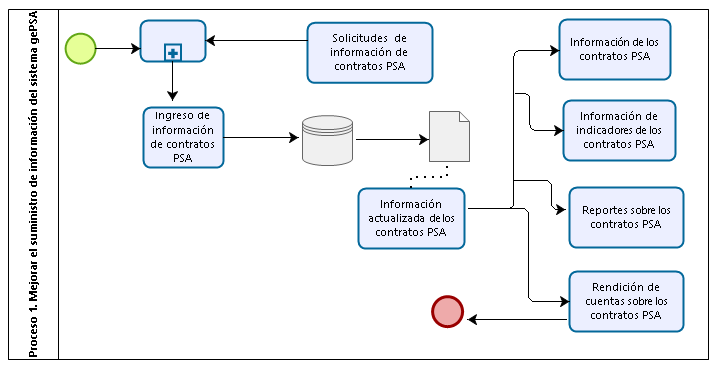 Proceso 1. Mejorar el suministro de información del sistema gePSA
Solicitudes de
información de
contratos PSA
Información de los
contratos PSA
Ingreso de
información
de contratos
PSA
Información de
indicadores de los
contratos PSA
Información
actualizada de los
contratos PSA
Reportes sobre los
contratos PSA
Rendición de
cuentas sobre los
contratos PSA